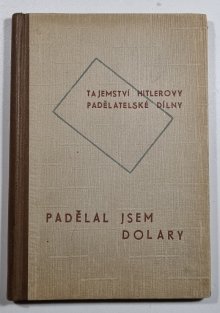 TAJEMSTVÍ HITLEROVY
PADĚLATELSKÉ DÍLNY
PADĚLAL JSEM
DOLARY